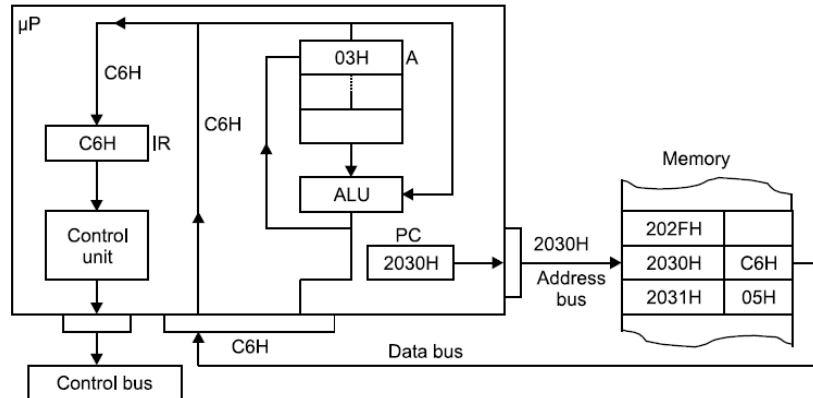 μP
03H
A
C6H
C6H
C6H
IR
ALU
Memory
Control
unit
PC
2030H
2030H
Address
bus
202FH
2030H
C6H
2031H
05H
C6H
Data bus
Control bus